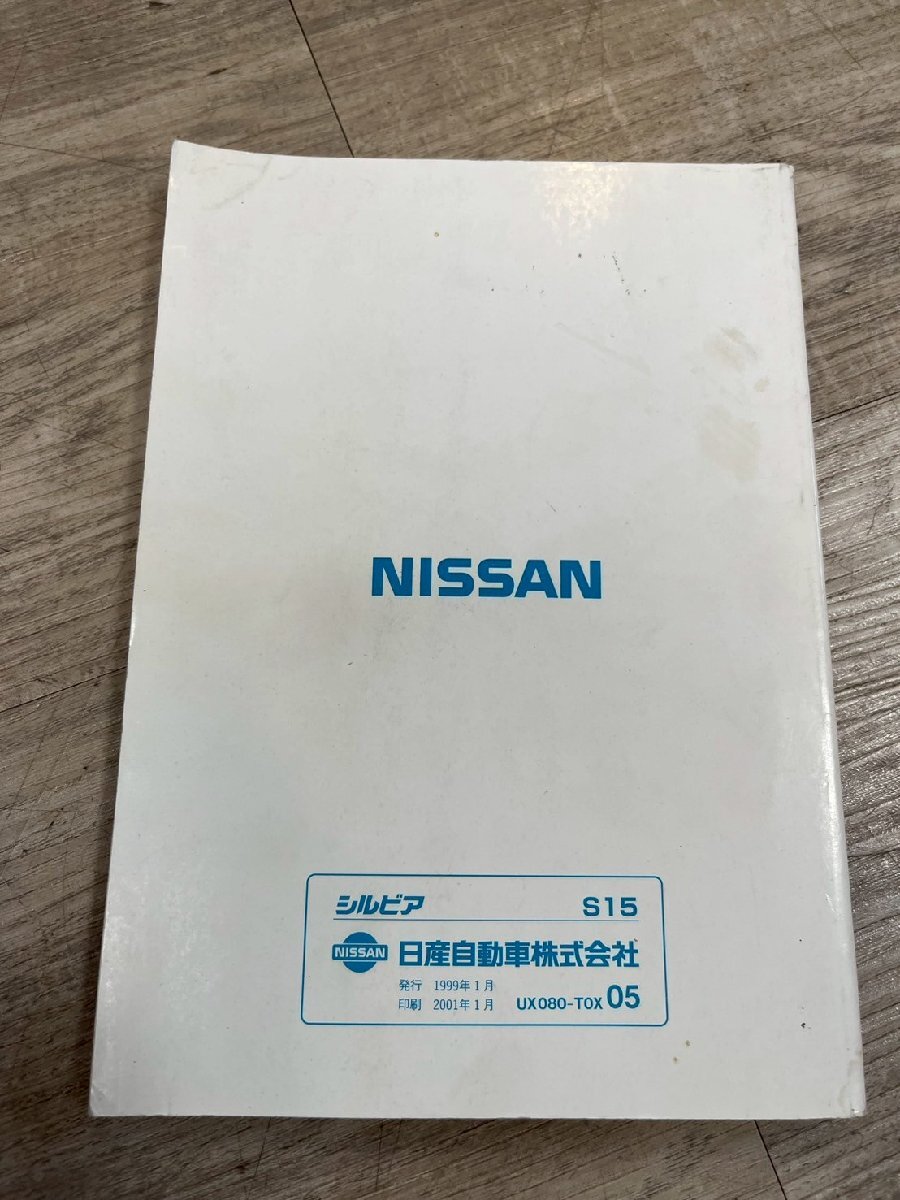 NISSAN
シルビア S15
NISSAN 日産自動車株式会社
発行 1999年1月
印刷 2001年1月 UX080-T0X 05